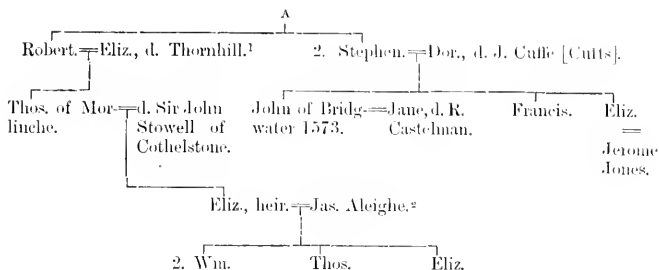 A
Robert. = Eliz., d. Thornhill.¹ 2. Stephen. = Dor., d. J. Cuffe [Cutts].
Thos. of Mor- = d. Sir John John of Bridg- = Jane, d. R. Francis. Eliz.
linche. Stowell of water 1573. Castelman. =
Cothelstone. Jerome
Jones.
Eliz., heir. = Jas. Aleighe.²
2. Wm. Thos. Eliz.